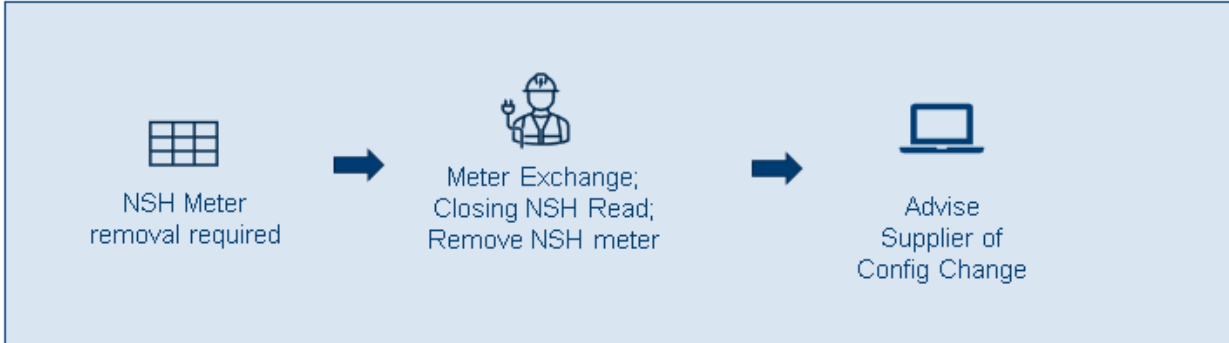 NSH Meter
removal required
Meter Exchange;
Closing NSH Read;
Remove NSH meter
Advise
Supplier of
Config Change